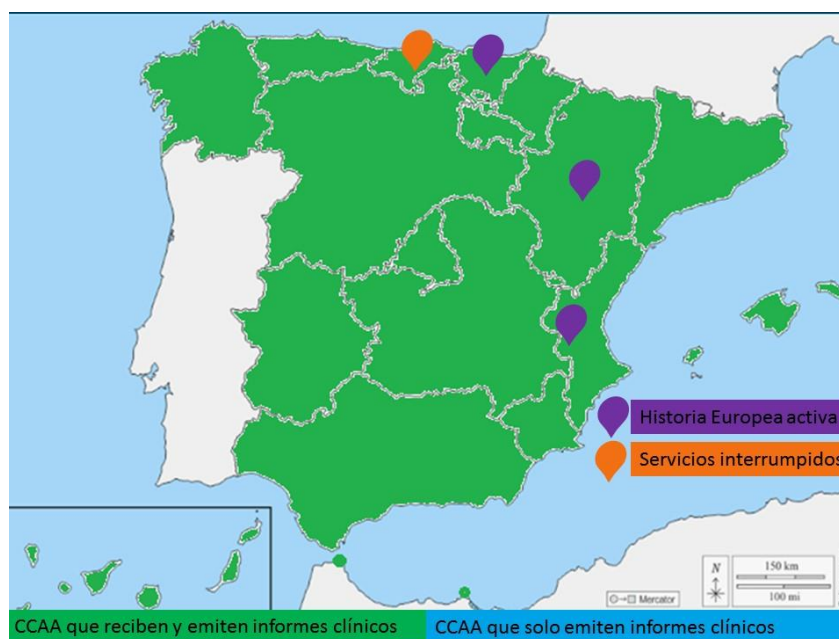 Historia Europea activa
Servicios interrumpidos
N
150 km
100 mi
Mercator
CCAA que reciben y emiten informes clínicos
CCAA que solo emiten informes clínicos